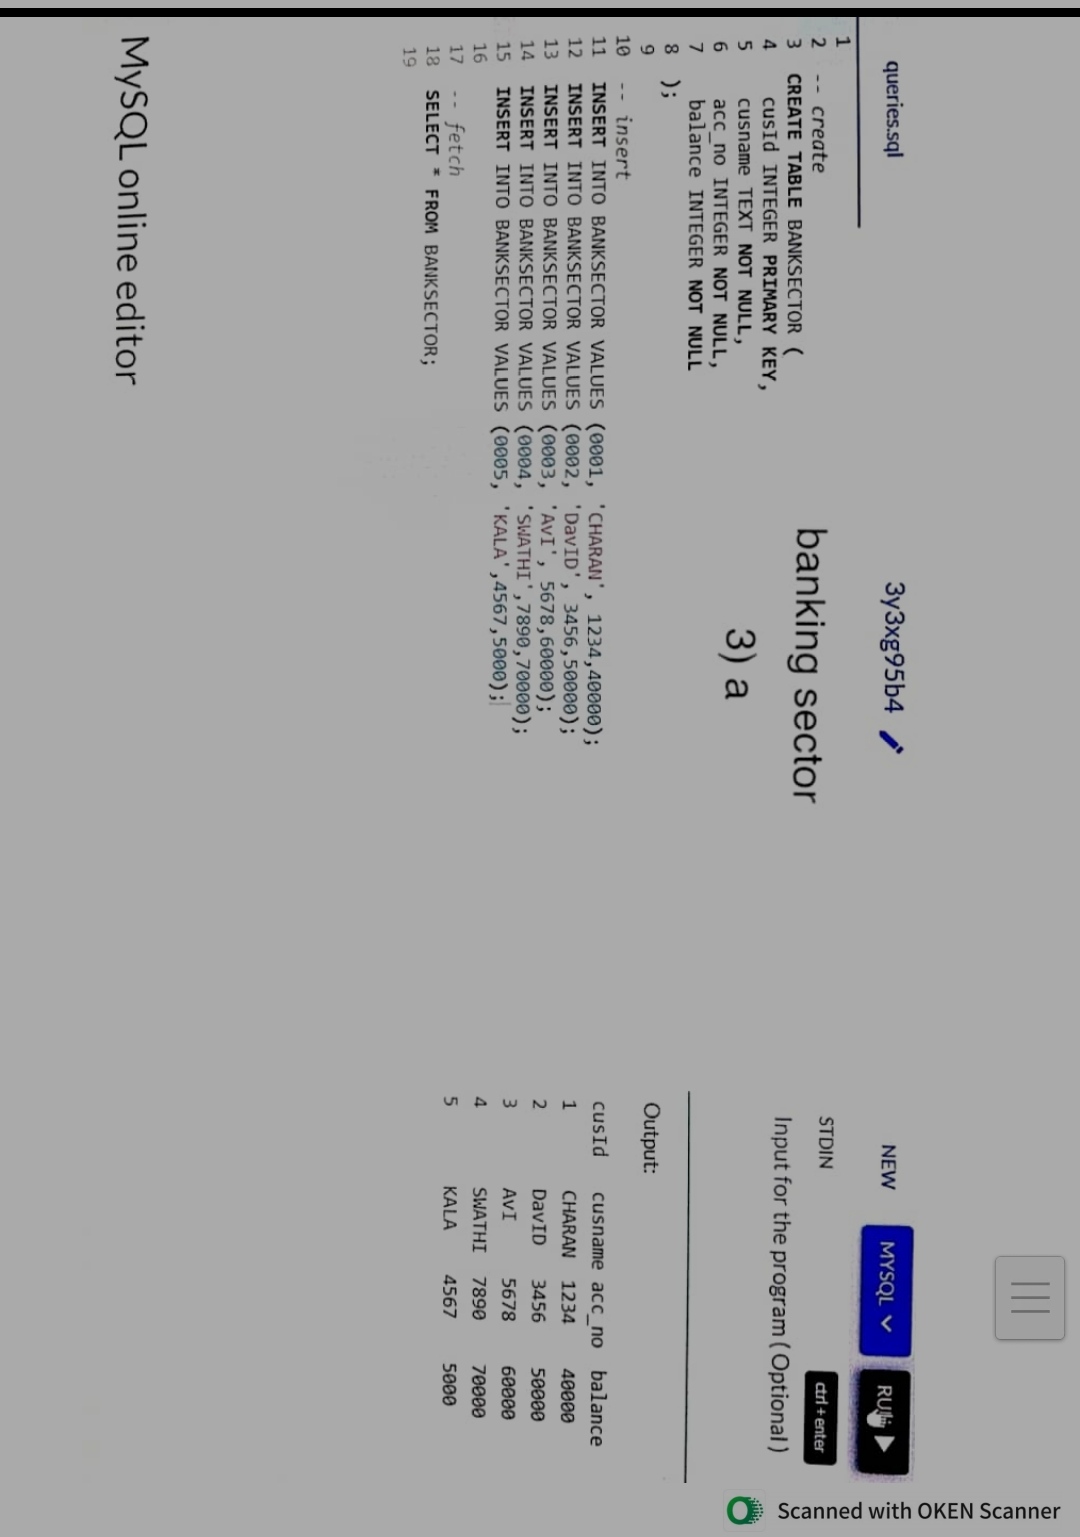 queries.sql
3y3xg95b4
NEW
MYSQL
RUN
banking sector
3) a
1
2 -- create
3 CREATE TABLE BANKSECTOR (
4 cusId INTEGER PRIMARY KEY,
5 cusname TEXT NOT NULL,
6 acc_no INTEGER NOT NULL,
7 balance INTEGER NOT NULL
8 );
9
10 -- insert
11 INSERT INTO BANKSECTOR VALUES (0001, 'CHARAN', 1234,40000);
12 INSERT INTO BANKSECTOR VALUES (0002, 'DavID', 3456,50000);
13 INSERT INTO BANKSECTOR VALUES (0003, 'AvI', 5678,60000);
14 INSERT INTO BANKSECTOR VALUES (0004, 'SWATHI',7890,70000);
15 INSERT INTO BANKSECTOR VALUES (0005, 'KALA',4567,5000);
16
17 -- fetch
18 SELECT * FROM BANKSECTOR;
19
STDIN
ctrl+enter
Input for the program (Optional)
Output:
cusId cusname acc_no balance
1 CHARAN 1234 40000
2 DavID 3456 50000
3 AvI 5678 60000
4 SWATHI 7890 70000
5 KALA 4567 5000
MySQL online editor
Scanned with OKEN Scanner